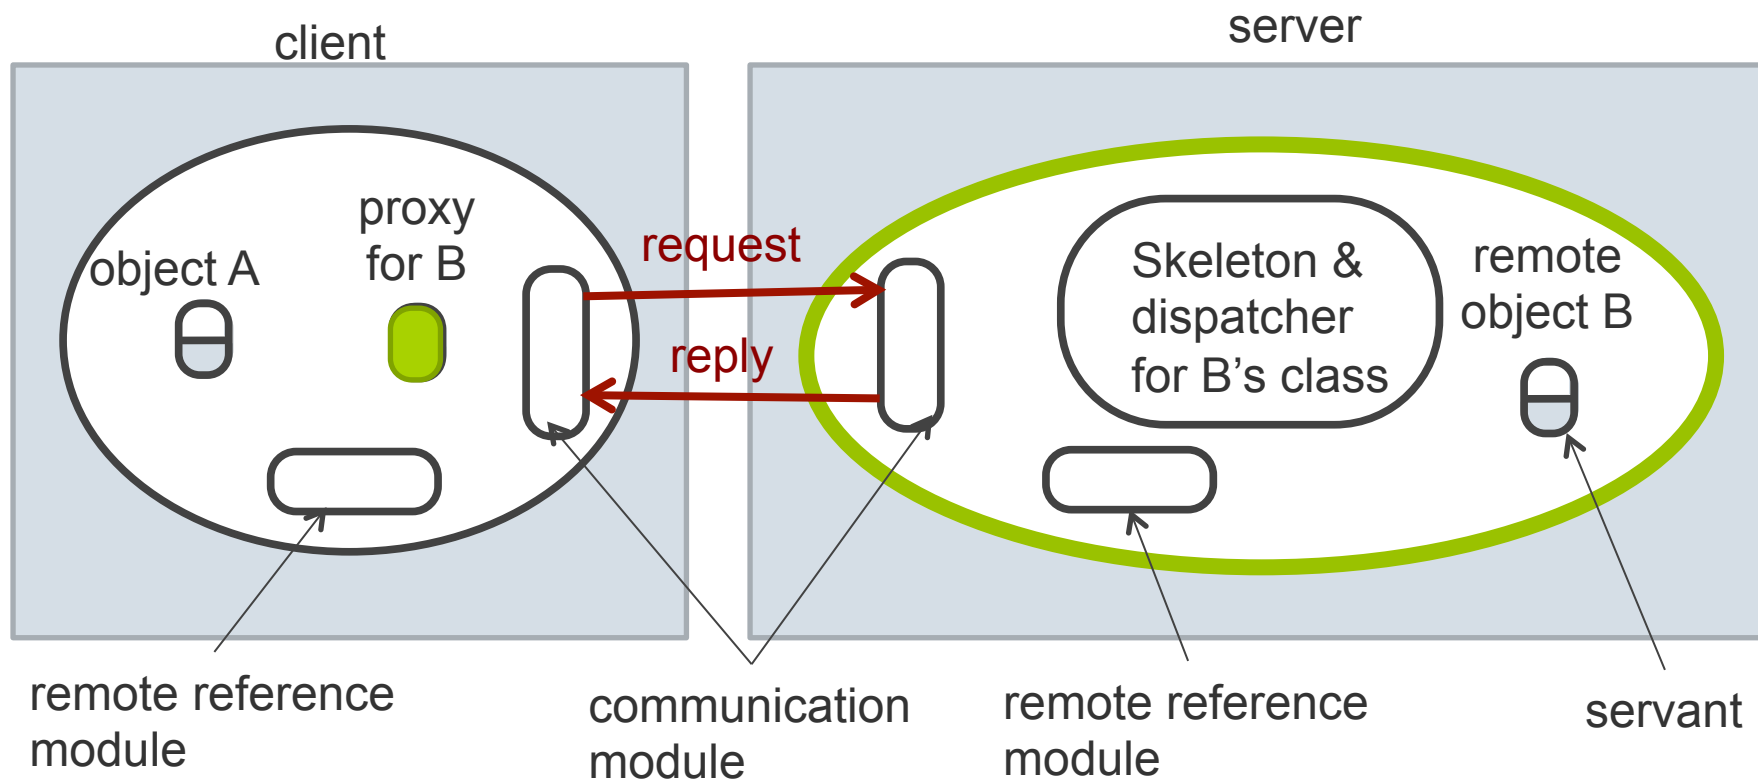 client
server
proxy
for B
object A
request
reply
Skeleton &
dispatcher
for B’s class
remote
object B
remote reference
module
communication
module
remote reference
module
servant